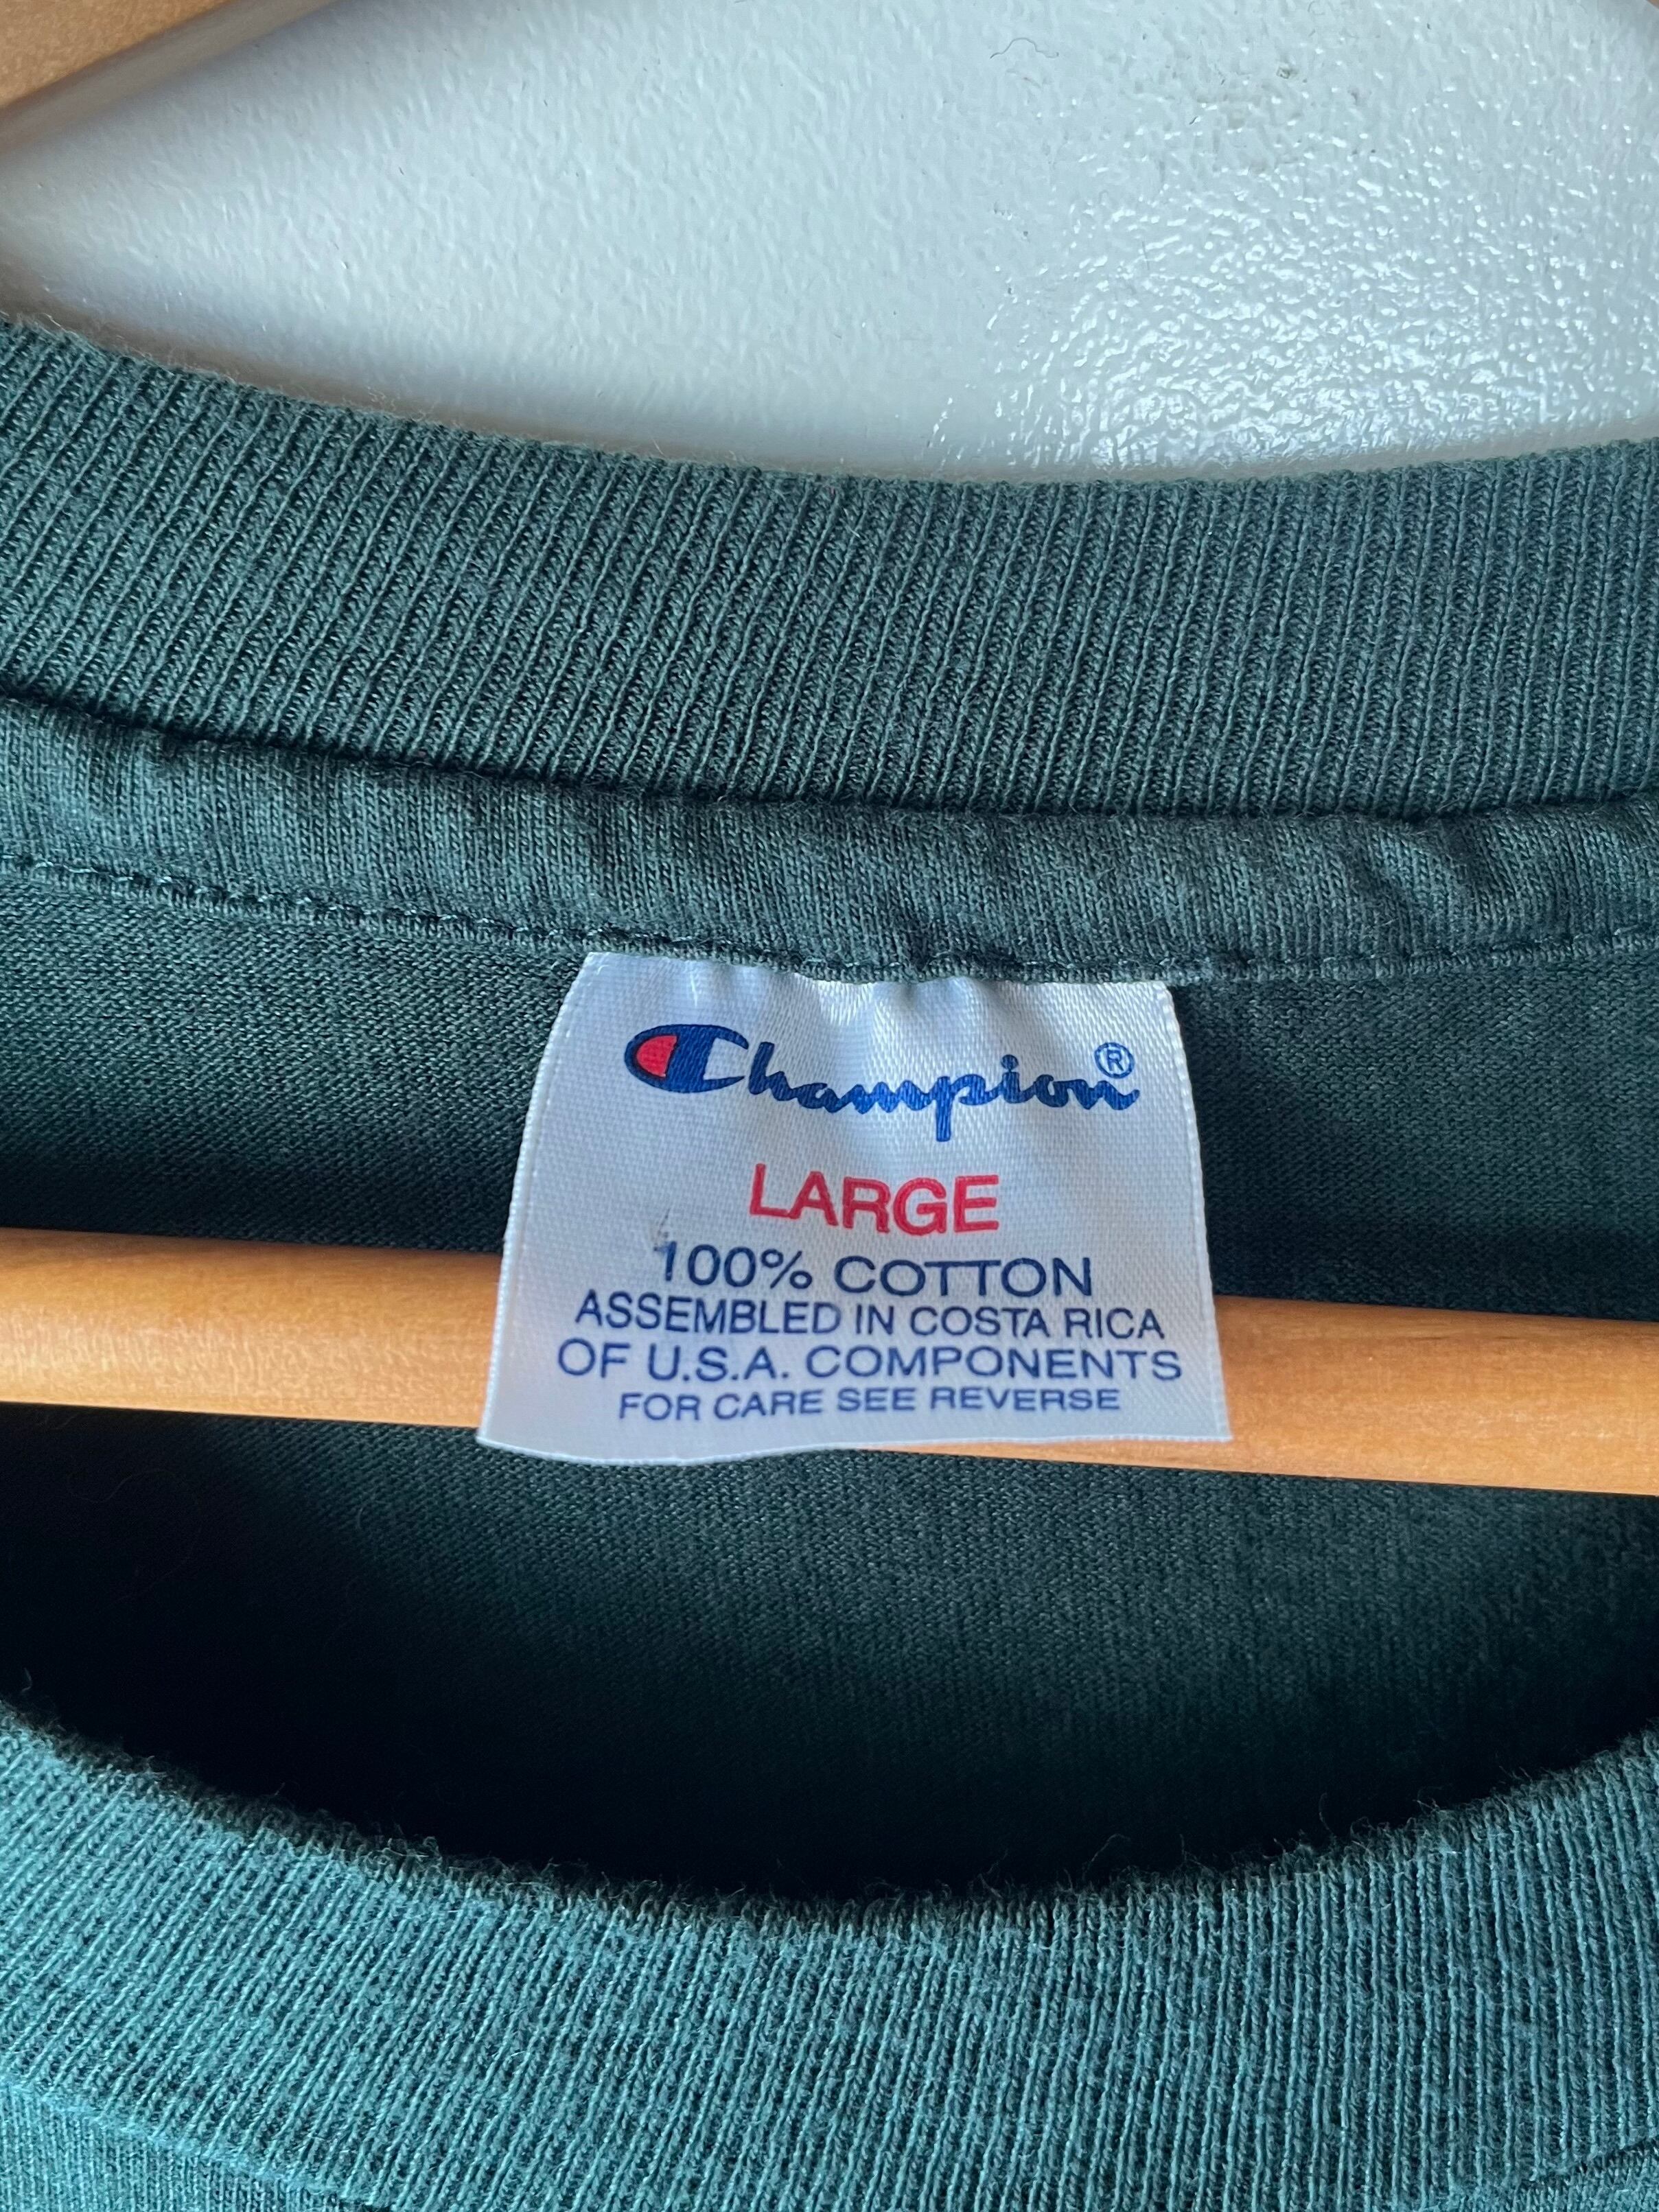 Champion®
LARGE
100% COTTON
ASSEMBLED IN COSTA RICA
OF U.S.A. COMPONENTS
FOR CARE SEE REVERSE